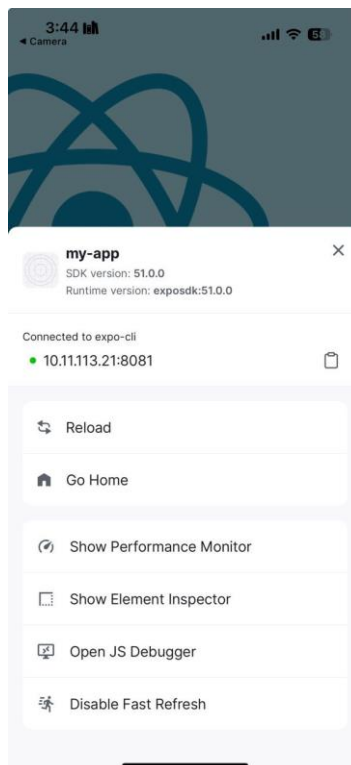 3:44
◀ Camera
my-app
SDK version: 51.0.0
Runtime version: exposdk:51.0.0
Connected to expo-cli
10.11.113.21:8081
Reload
Go Home
Show Performance Monitor
Show Element Inspector
Open JS Debugger
Disable Fast Refresh